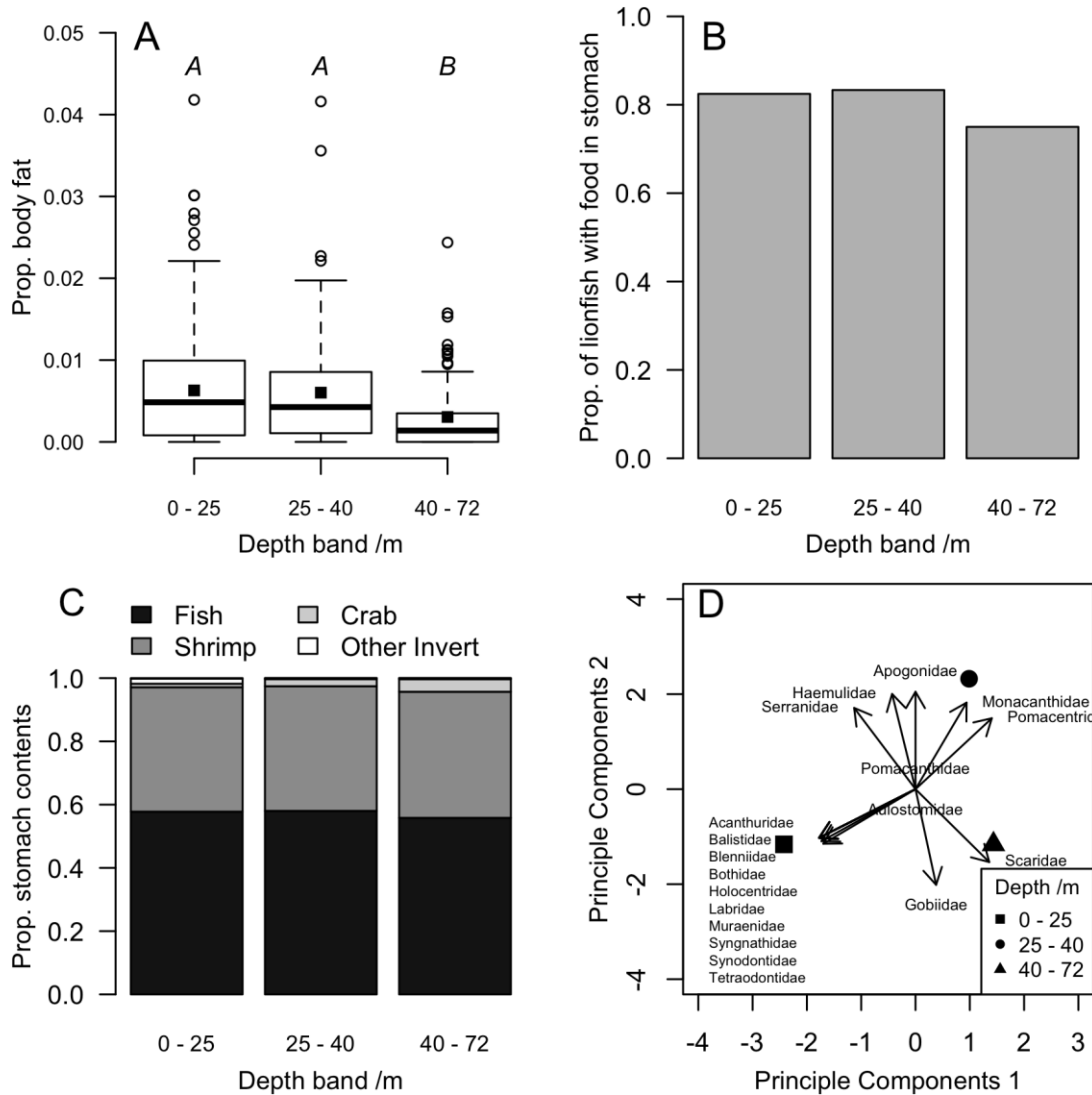 A
Prop. body fat
0.05
0.04
0.03
0.02
0.01
0.00
A A B
0 - 25 25 - 40 40 - 72
Depth band /m
B
Prop. of lionfish with food in stomach
1.0
0.8
0.6
0.4
0.2
0.0
0 - 25 25 - 40 40 - 72
Depth band /m
C
Fish Crab
Shrimp Other Invert
Prop. stomach contents
1.0
0.8
0.6
0.4
0.2
0.0
0 - 25 25 - 40 40 - 72
Depth band /m
D
Principle Components 2
4
2
0
-2
-4
Apogonidae
Haemulidae
Serranidae
Monacanthidae
Pomacentric
Pomacanthidae
Aulostomidae
Acanthuridae
Balistidae
Blenniidae
Bothidae
Holocentridae
Labridae
Muraenidae
Syngnathidae
Synodontidae
Tetraodontidae
Scaridae
Gobiidae
Depth /m
0 - 25
25 - 40
40 - 72
-4 -3 -2 -1 0 1 2 3
Principle Components 1